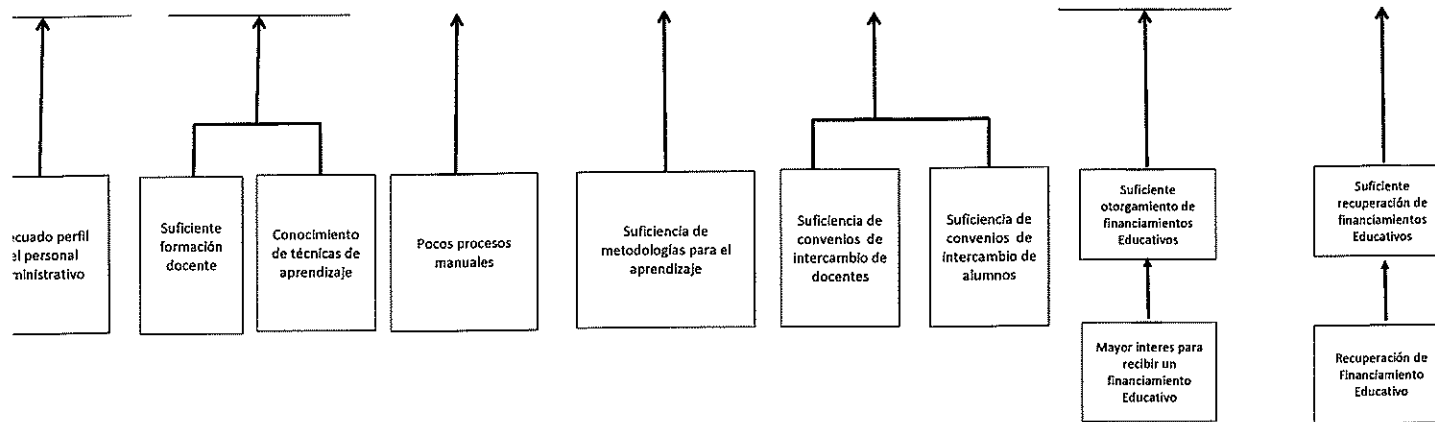 ecuado perfil
el personal
ministrativo
Suficiente
formación
docente
Conocimiento
de técnicas de
aprendizaje
Pocos procesos
manuales
Suficiencia de
metodologías para el
aprendizaje
Suficiencia de
convenios de
intercambio de
docentes
Suficiencia de
convenios de
intercambio de
alumnos
Suficiente
otorgamiento de
financiamientos
Educativos
Suficiente
recuperación de
financiamientos
Educativos
Mayor interes para
recibir un
financiamiento
Educativo
Recuperación de
Financiamiento
Educativo